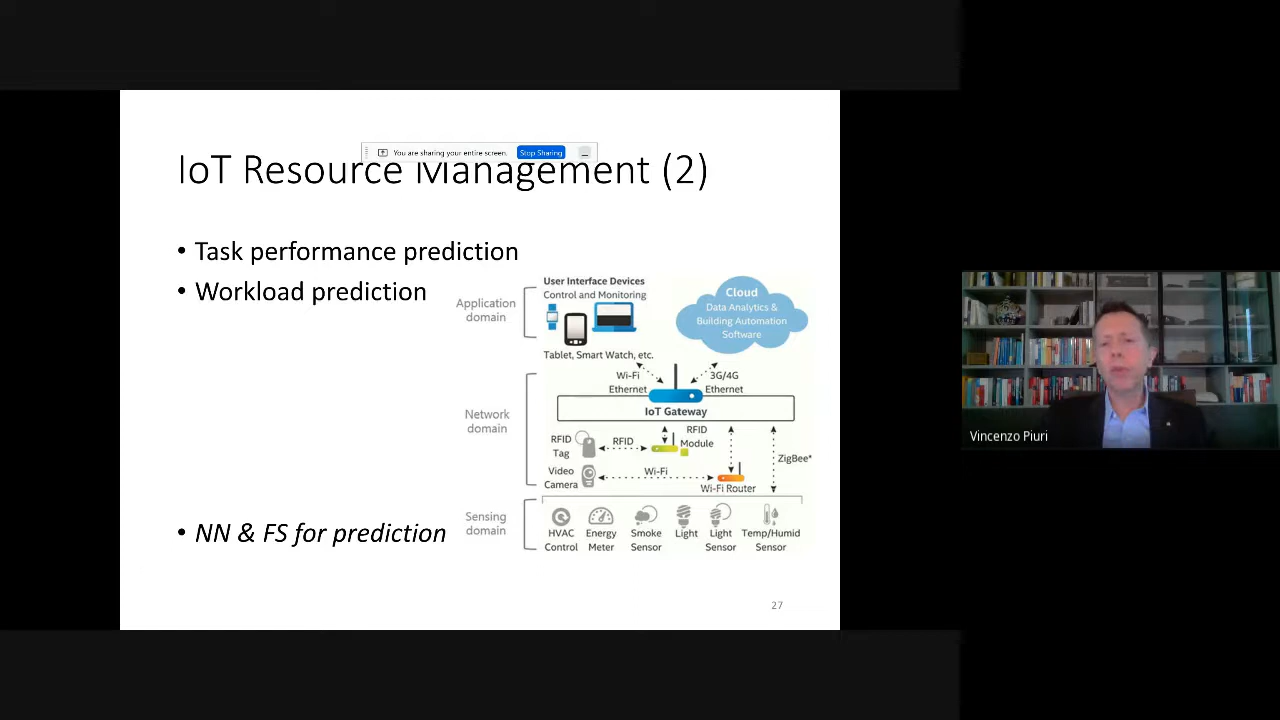 You are sharing your entire screen. Stop Sharing
IoT Resource Management (2)
• Task performance prediction
• Workload prediction
• NN & FS for prediction
Application
domain
User Interface Devices
Control and Monitoring
Tablet, Smart Watch, etc.
Cloud
Data Analytics &
Building Automation
Software
Network
domain
Wi-Fi
Ethernet
3G/4G
Ethernet
IoT Gateway
RFID
Tag
RFID
RFID
Module
Video
Camera
Wi-Fi
Wi-Fi Router
ZigBee*
Sensing
domain
HVAC
Control
Energy
Meter
Smoke
Sensor
Light
Light
Sensor
Temp/Humid
Sensor
27
Vincenzo Piuri